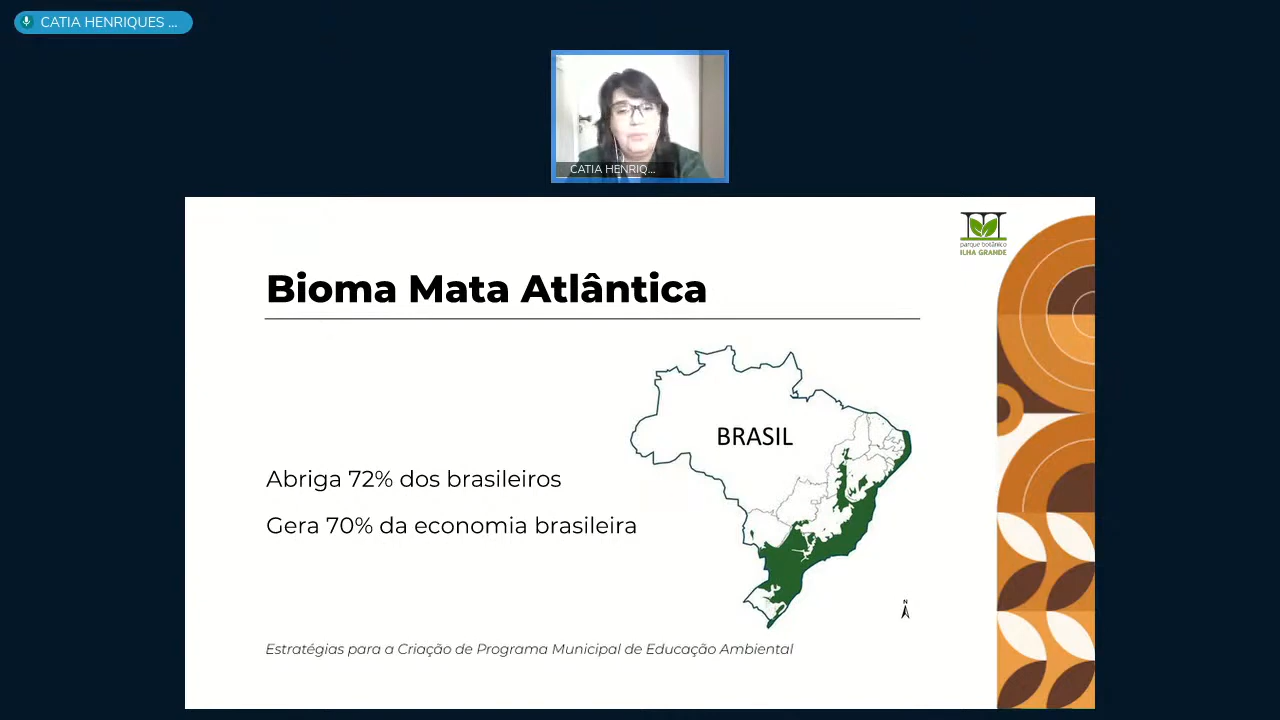 CATIA HENRIQUES ...
CATIA HENRIQ...
parque botânico
ILHA GRANDE
Bioma Mata Atlântica
BRASIL
Abriga 72% dos brasileiros
Gera 70% da economia brasileira
N
Estratégias para a Criação de Programa Municipal de Educação Ambiental